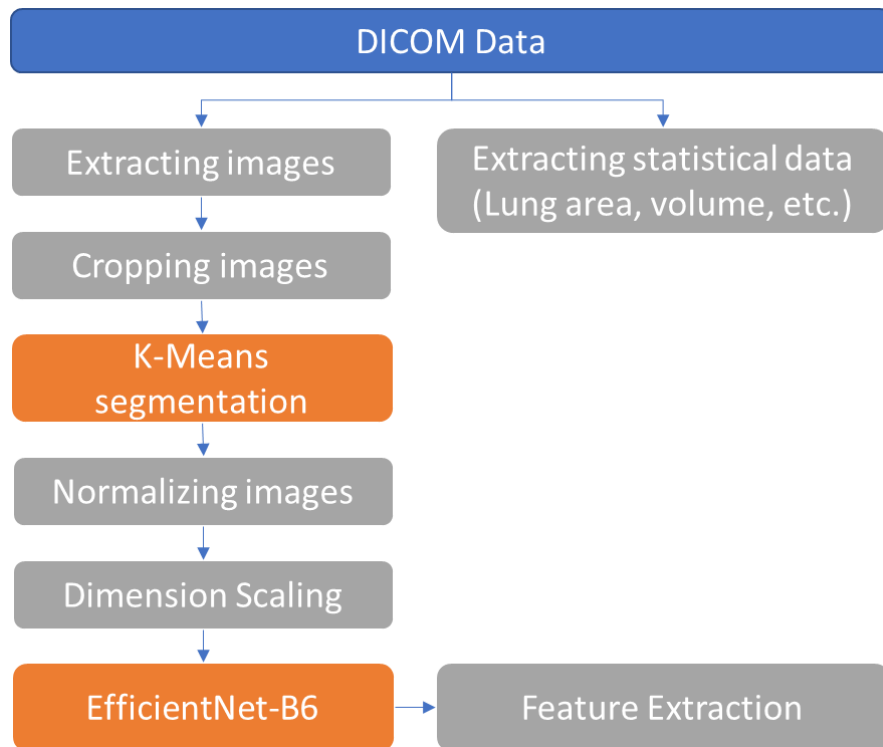 DICOM Data
Extracting images
Extracting statistical data
(Lung area, volume, etc.)
Cropping images
K-Means
segmentation
Normalizing images
Dimension Scaling
EfficientNet-B6
Feature Extraction